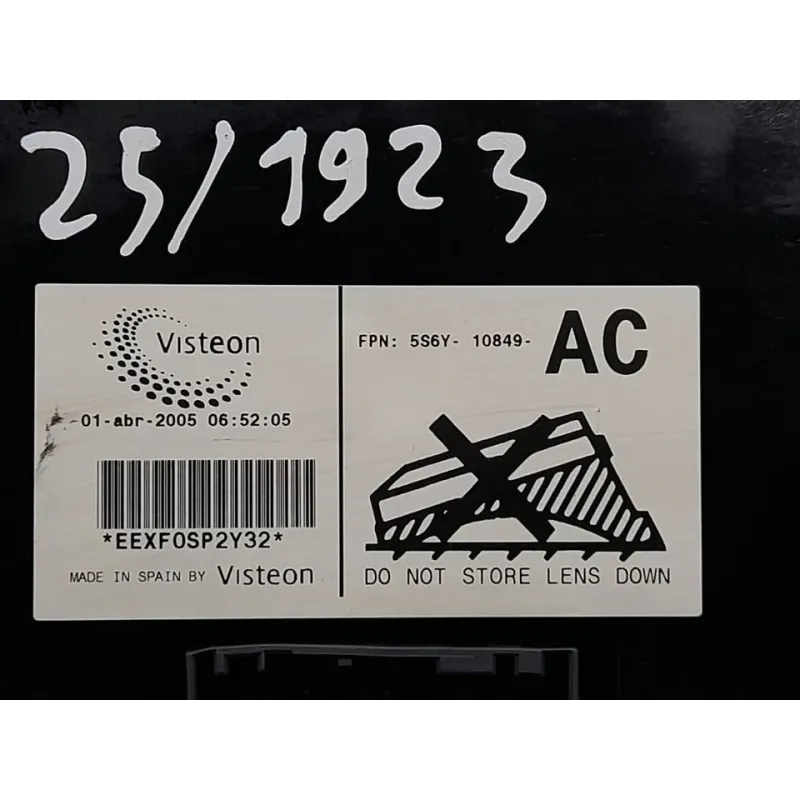 25/1923
Visteon
01-abr-2005 06:52:05
*EEXF0SP2Y32*
MADE IN SPAIN BY Visteon
FPN: 5S6Y- 10849- AC
DO NOT STORE LENS DOWN